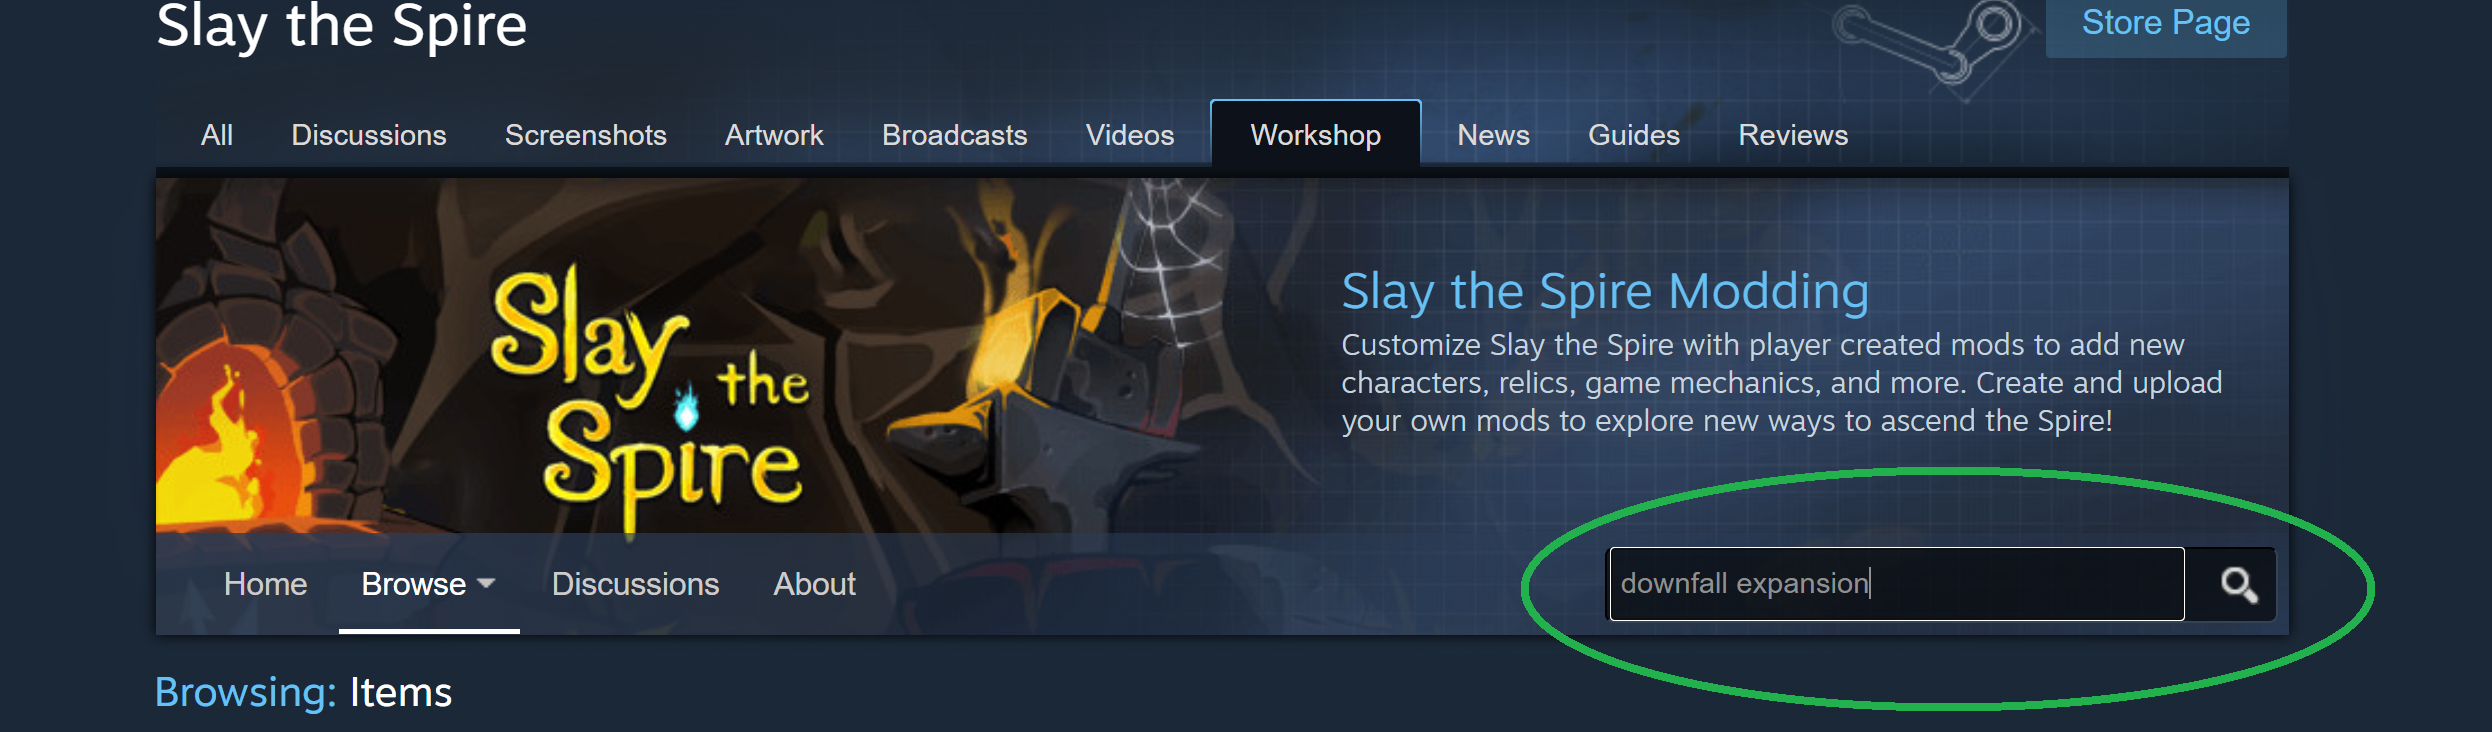 Slay the Spire
Store Page
All Discussions Screenshots Artwork Broadcasts Videos Workshop News Guides Reviews
Slay
the
Spire
Slay the Spire Modding
Customize Slay the Spire with player created mods to add new
characters, relics, game mechanics, and more. Create and upload
your own mods to explore new ways to ascend the Spire!
Home Browse Discussions About
downfall expansion
Browsing: Items